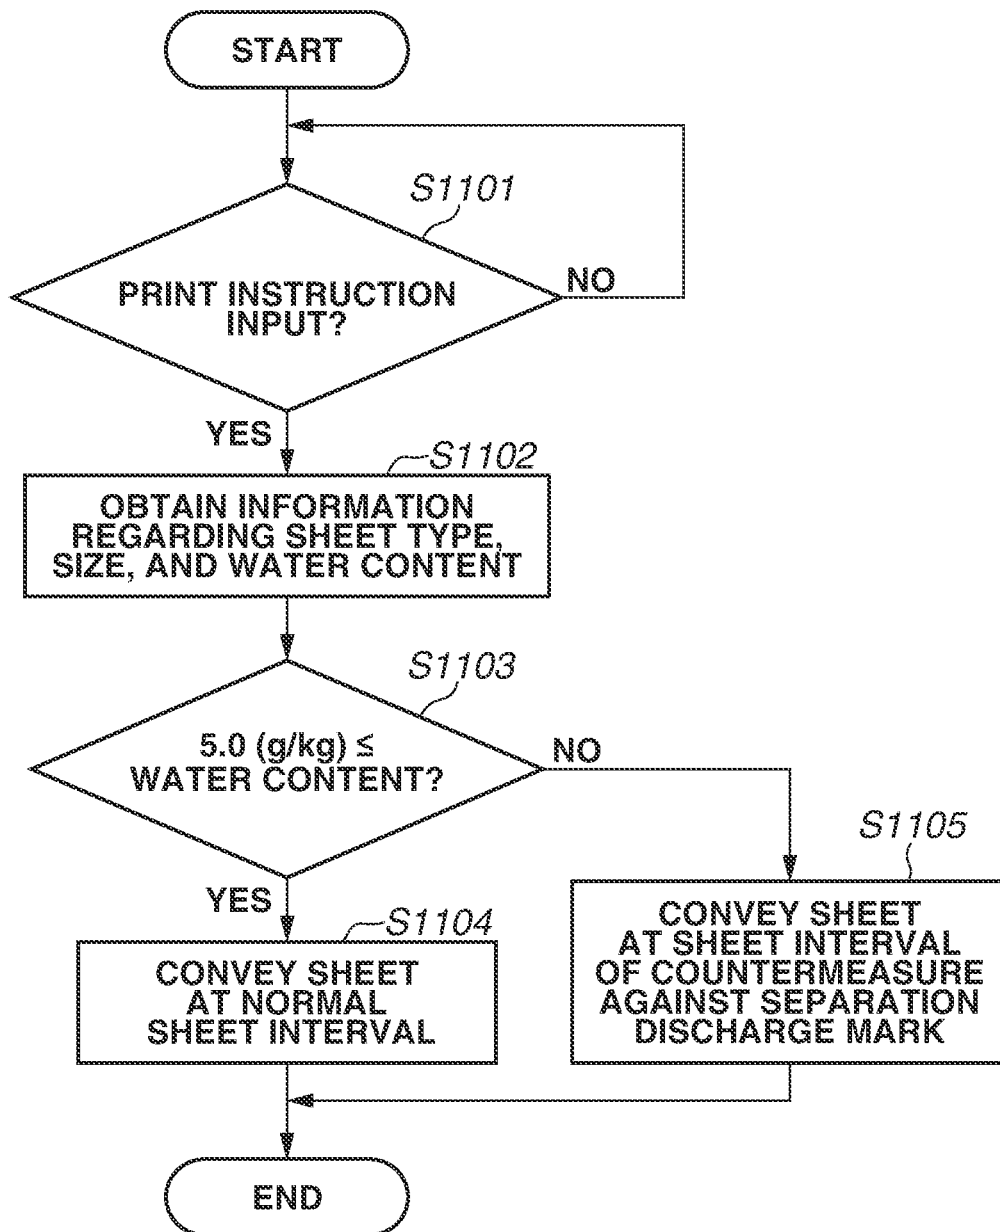 START
S1101
PRINT INSTRUCTION
INPUT?
NO
YES
S1102
OBTAIN INFORMATION
REGARDING SHEET TYPE,
SIZE, AND WATER CONTENT
S1103
5.0 (g/kg) ≤
WATER CONTENT?
NO
YES
S1104
CONVEY SHEET
AT NORMAL
SHEET INTERVAL
S1105
CONVEY SHEET
AT SHEET INTERVAL
OF COUNTERMEASURE
AGAINST SEPARATION
DISCHARGE MARK
END